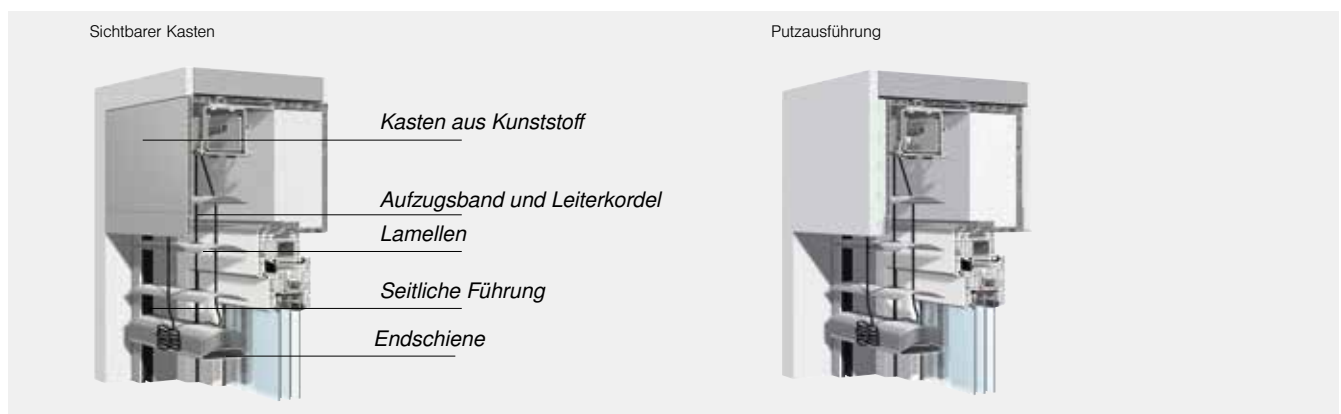 Sichtbarer Kasten
Putzausführung
Kasten aus Kunststoff
Aufzugsband und Leiterkordel
Lamellen
Seitliche Führung
Endschiene